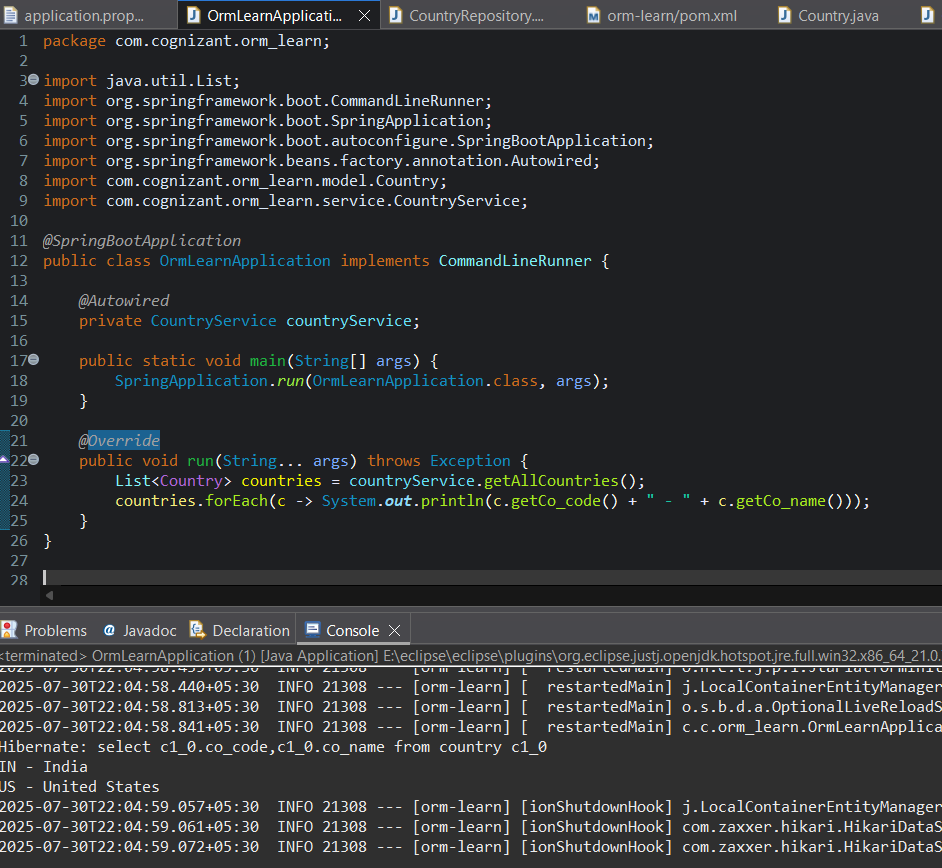 application.prop...
OrmLearnApplicati...
CountryRepository....
orm-learn/pom.xml
Country.java
1 package com.cognizant.orm_learn;
2
3 import java.util.List;
4 import org.springframework.boot.CommandLineRunner;
5 import org.springframework.boot.SpringApplication;
6 import org.springframework.boot.autoconfigure.SpringBootApplication;
7 import org.springframework.beans.factory.annotation.Autowired;
8 import com.cognizant.orm_learn.model.Country;
9 import com.cognizant.orm_learn.service.CountryService;
10
11 @SpringBootApplication
12 public class OrmLearnApplication implements CommandLineRunner {
13
14     @Autowired
15     private CountryService countryService;
16
17     public static void main(String[] args) {
18         SpringApplication.run(OrmLearnApplication.class, args);
19     }
20
21     @Override
22     public void run(String... args) throws Exception {
23         List<Country> countries = countryService.getAllCountries();
24         countries.forEach(c -> System.out.println(c.getCo_code() + " - " + c.getCo_name()));
25     }
26 }
27
28
Problems @ Javadoc Declaration Console
<terminated> OrmLearnApplication (1) [Java Application] E:\eclipse\eclipse\plugins\org.eclipse.justj.openjdk.hotspot.jre.full.win32.x86_64_21.0.
2025-07-30T22:04:58.440+05:30  INFO 21308 --- [orm-learn] [  restartedMain] j.LocalContainerEntityManager
2025-07-30T22:04:58.813+05:30  INFO 21308 --- [orm-learn] [  restartedMain] o.s.b.d.a.OptionalLiveReloadS
2025-07-30T22:04:58.841+05:30  INFO 21308 --- [orm-learn] [  restartedMain] c.c.orm_learn.OrmLearnApplica
Hibernate: select c1_0.co_code,c1_0.co_name from country c1_0
IN - India
US - United States
2025-07-30T22:04:59.057+05:30  INFO 21308 --- [orm-learn] [ionShutdownHook] j.LocalContainerEntityManager
2025-07-30T22:04:59.061+05:30  INFO 21308 --- [orm-learn] [ionShutdownHook] com.zaxxer.hikari.HikariDataS
2025-07-30T22:04:59.072+05:30  INFO 21308 --- [orm-learn] [ionShutdownHook] com.zaxxer.hikari.HikariDataS